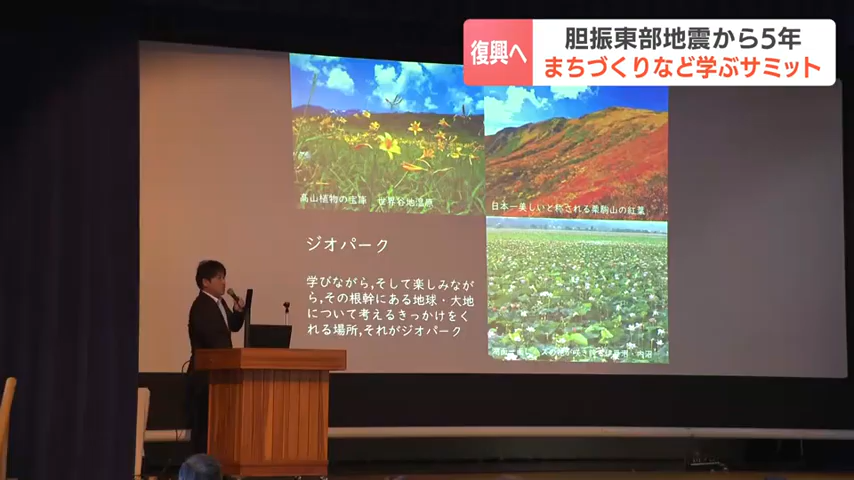 復興へ
胆振東部地震から5年
まちづくりなど学ぶサミット
高山植物の宝庫 世界谷地湿原
日本一美しいと称される栗駒山の紅葉
ジオパーク
学びながら,そして楽しみなが
ら,その根幹にある地球・大地
について考えるきっかけをく
れる場所,それがジオパーク